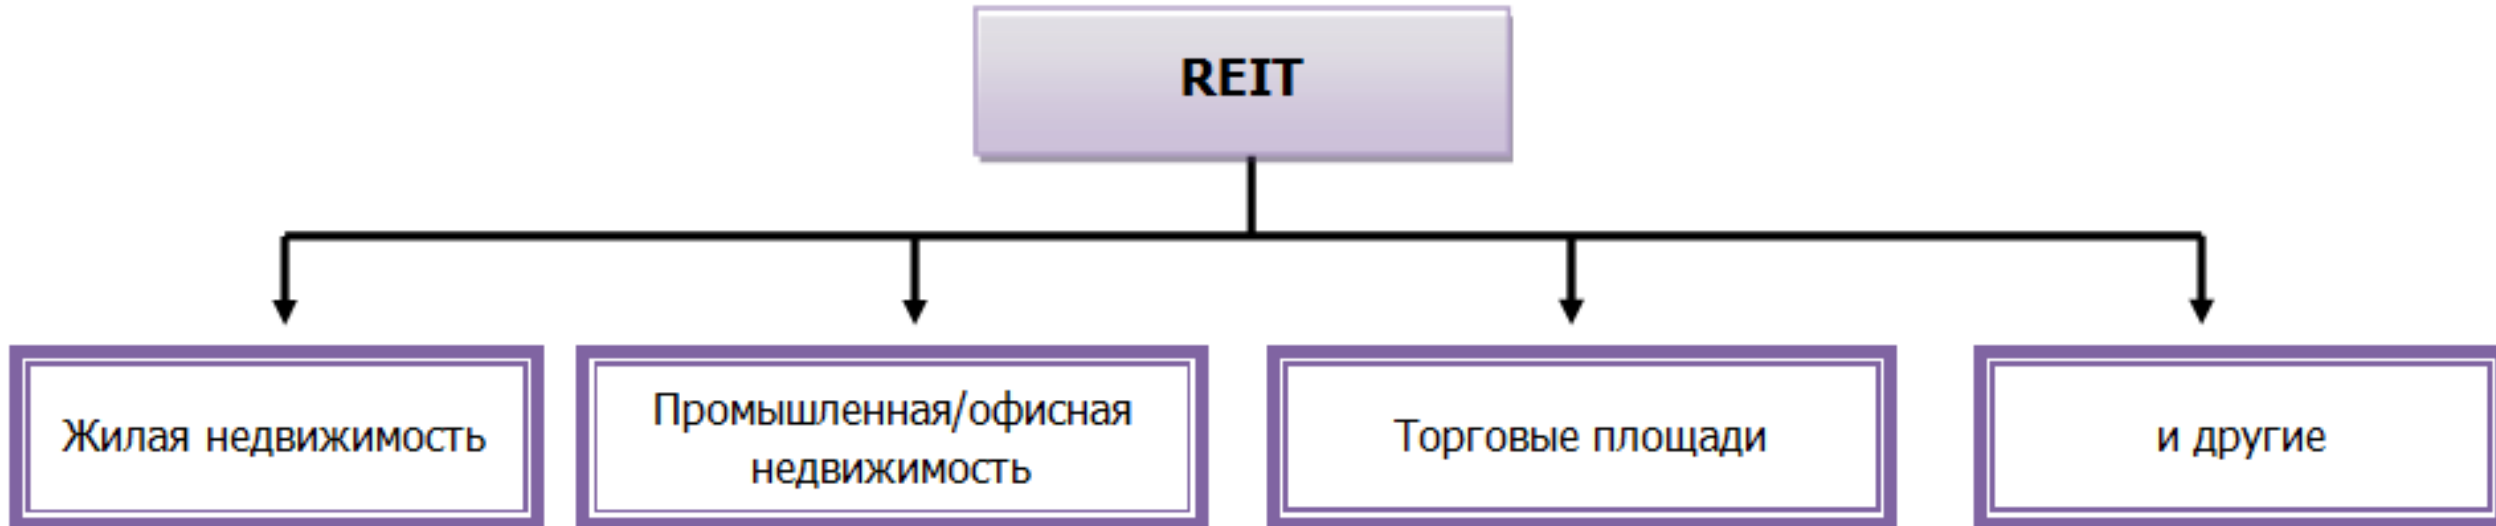 REIT
Жилая недвижимость
Промышленная/офисная
недвижимость
Торговые площади
и другие